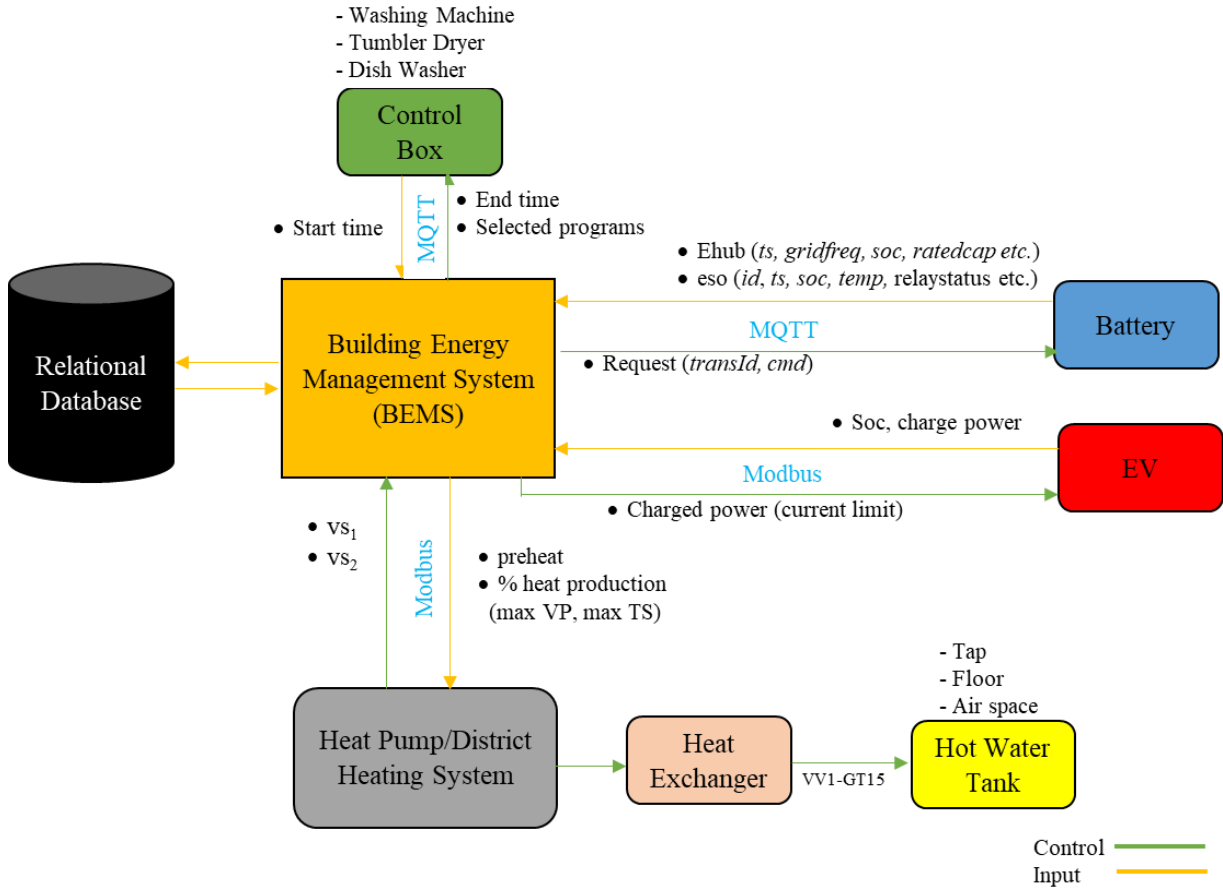 - Washing Machine
- Tumbler Dryer
- Dish Washer
Control
Box
MQTT
● Start time
● End time
● Selected programs
● Ehub (ts, gridfreq, soc, ratedcap etc.)
● eso (id, ts, soc, temp, relaystatus etc.)
Relational
Database
Building Energy
Management System
(BEMS)
MQTT
● Request (transId, cmd)
Battery
● Soc, charge power
Modbus
● Charged power (current limit)
EV
● vs₁
● vs₂
Modbus
● preheat
● % heat production
(max VP, max TS)
Heat Pump/District
Heating System
Heat
Exchanger
VV1-GT15
- Tap
- Floor
- Air space
Hot Water
Tank
Control
Input